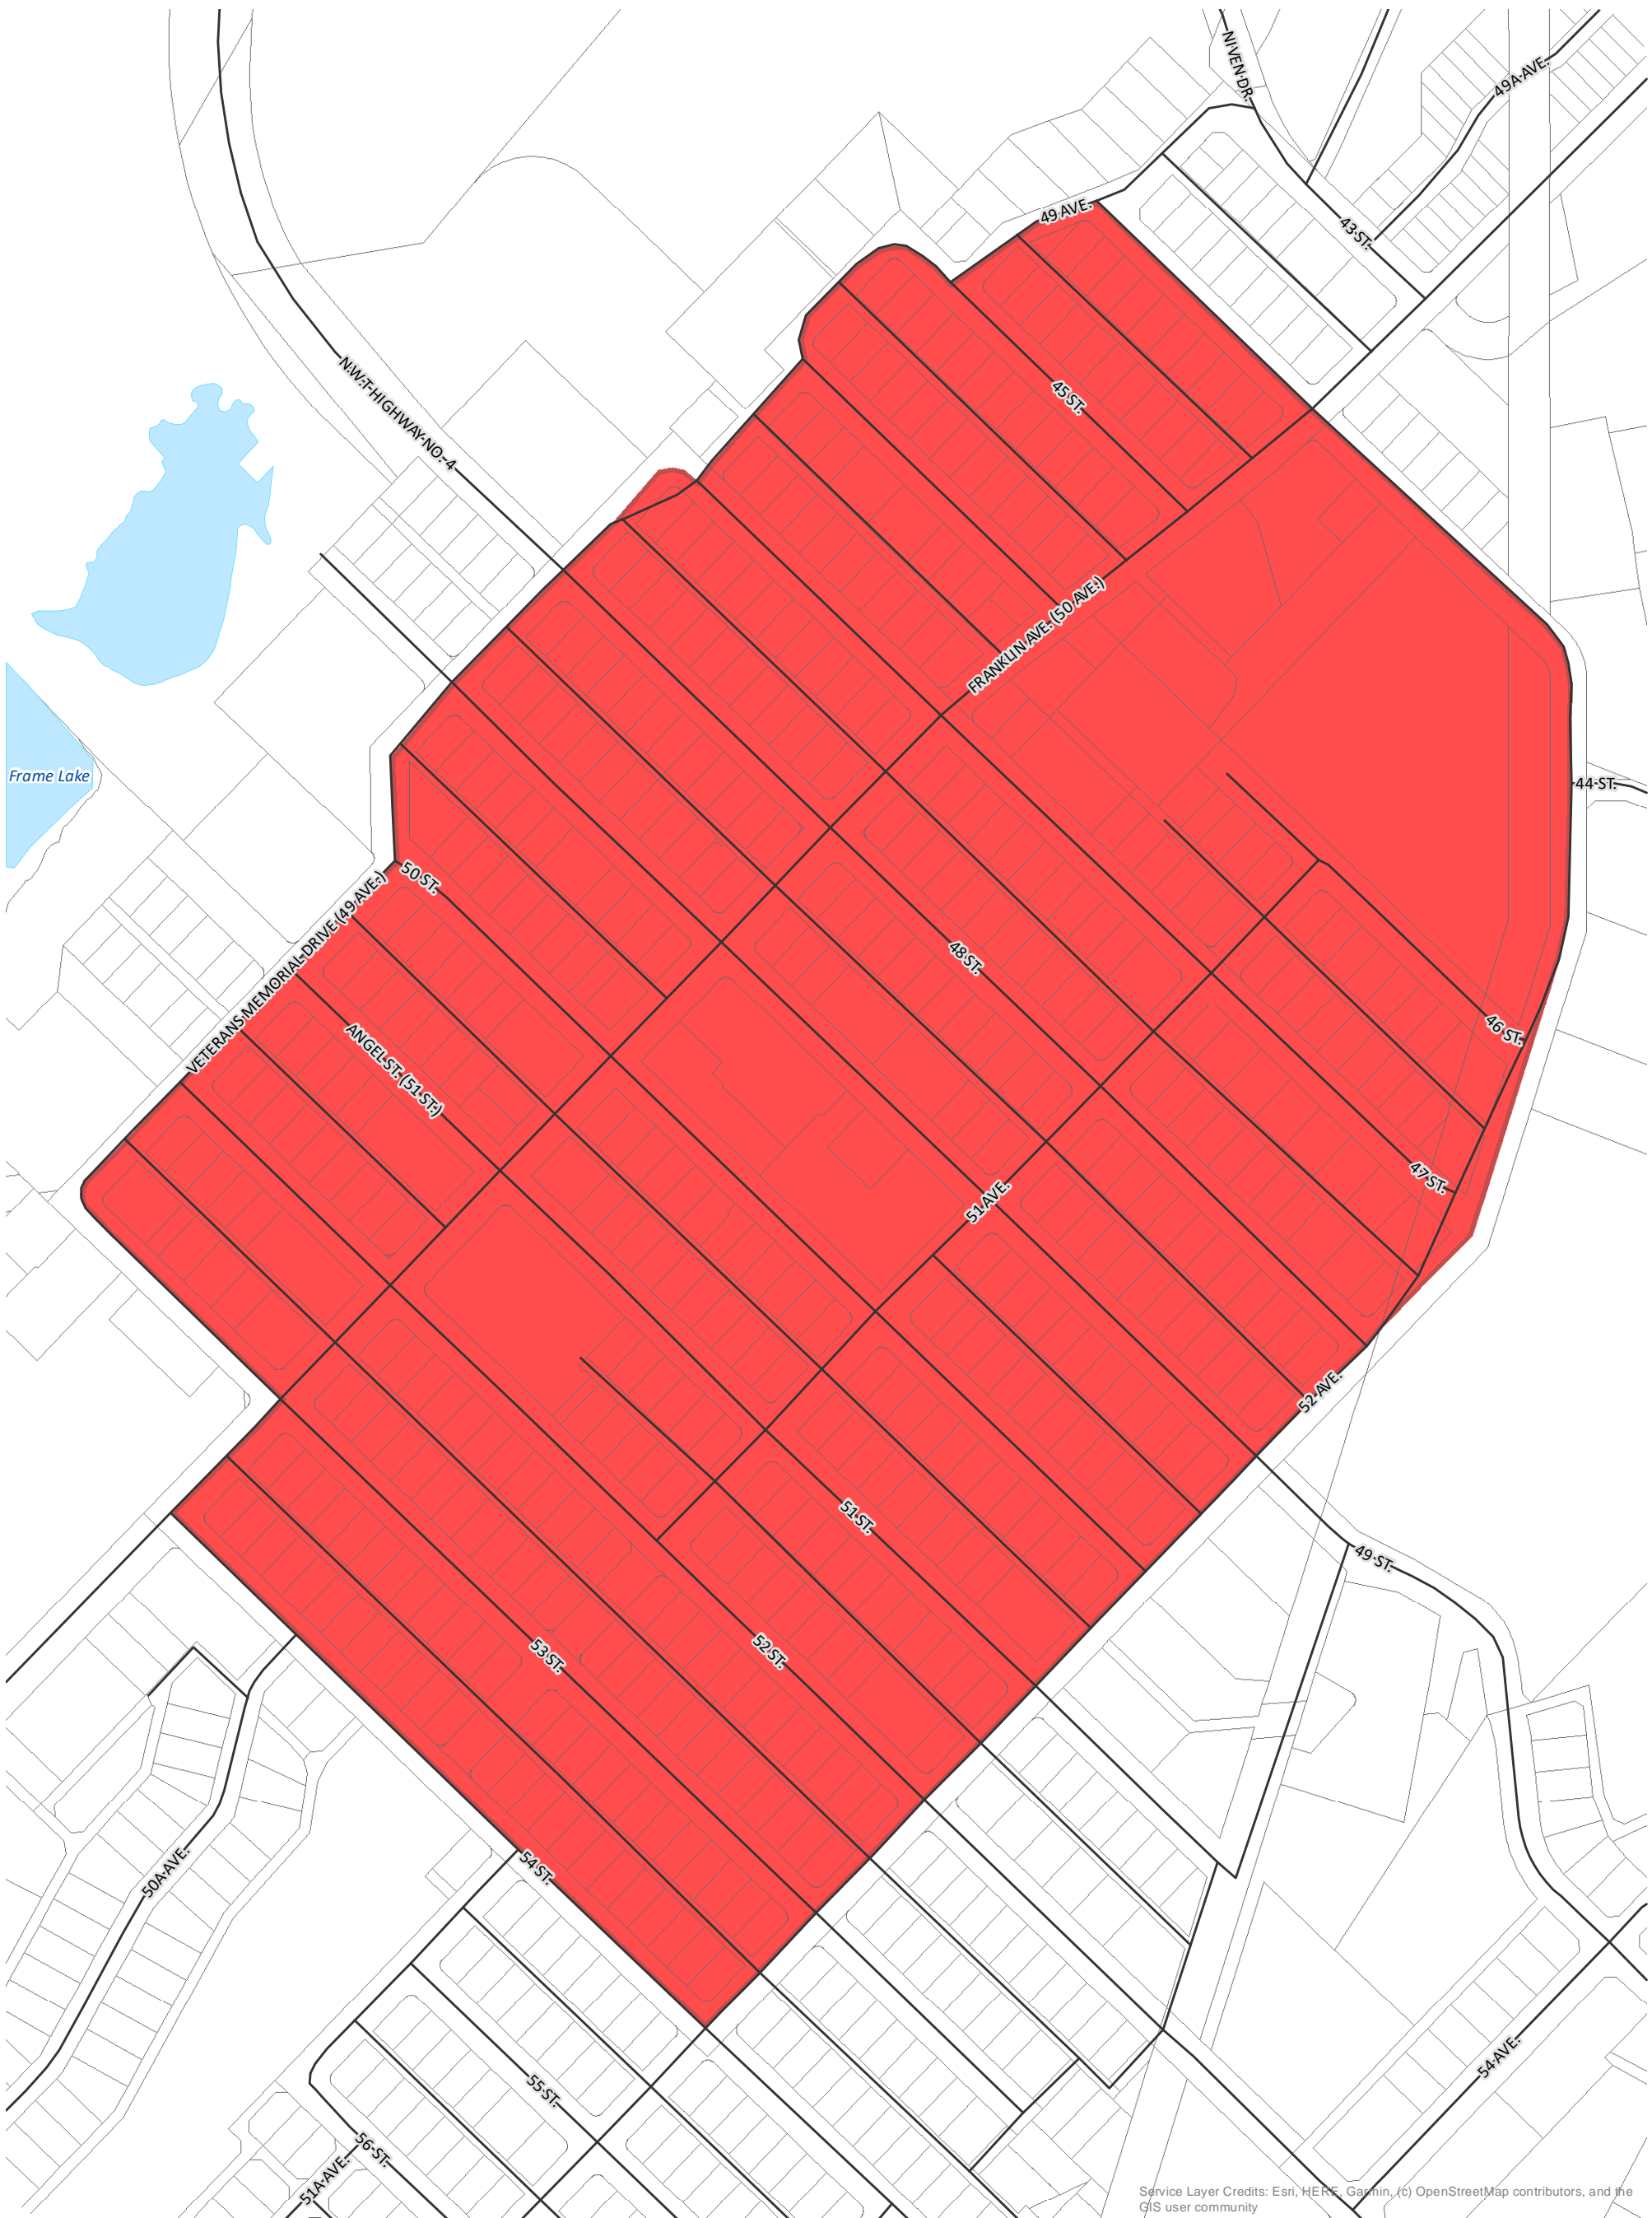 NIVEN DR.
49A AVE.
49 AVE.
43 ST.
N.W.T HIGHWAY NO. 4
45 ST.
FRANKLIN AVE. (50 AVE.)
Frame Lake
44 ST.
50 ST.
VETERANS MEMORIAL DRIVE (49 AVE.)
48 ST.
46 ST.
ANGEL ST. (51 ST.)
47 ST.
51 AVE.
52 AVE.
51 ST.
49 ST.
53 ST.
52 ST.
50A AVE.
54 ST.
54 AVE.
55 ST.
56 ST.
51A AVE.
Service Layer Credits: Esri, HERE, Garmin, (c) OpenStreetMap contributors, and the
GIS user community